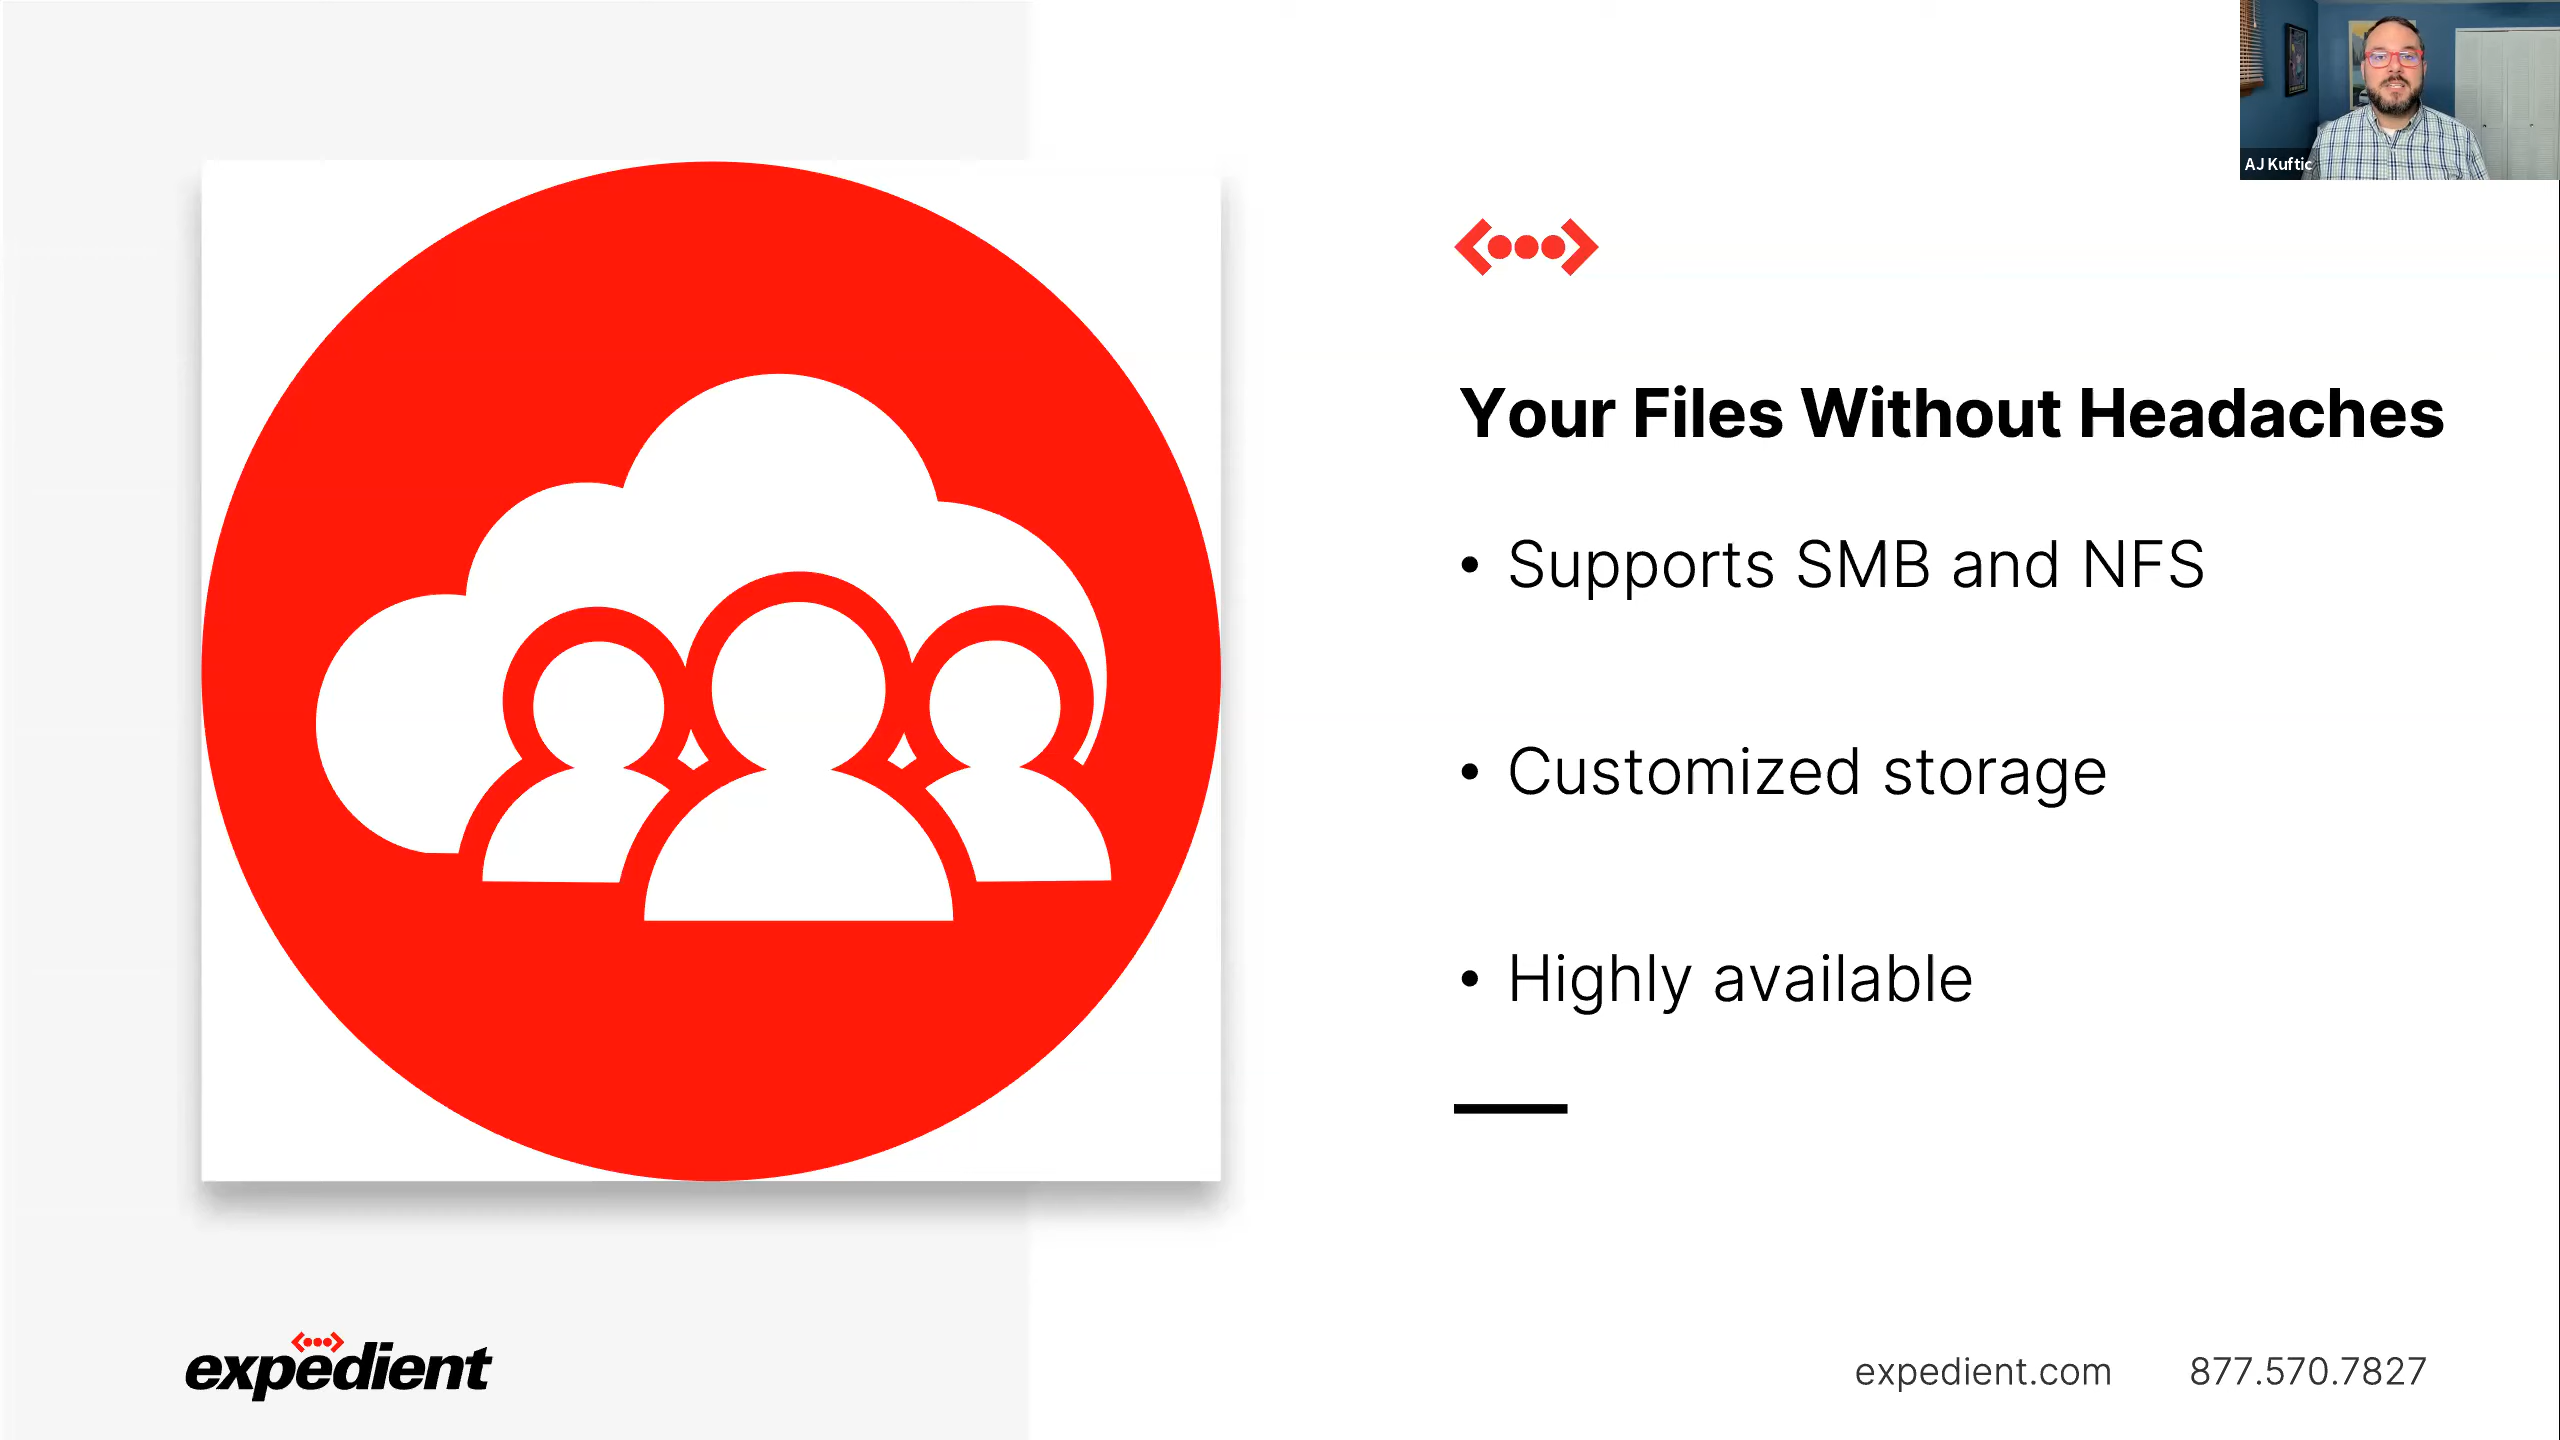 AJ Kuftic
Your Files Without Headaches
• Supports SMB and NFS
• Customized storage
• Highly available
expedient
expedient.com 877.570.7827